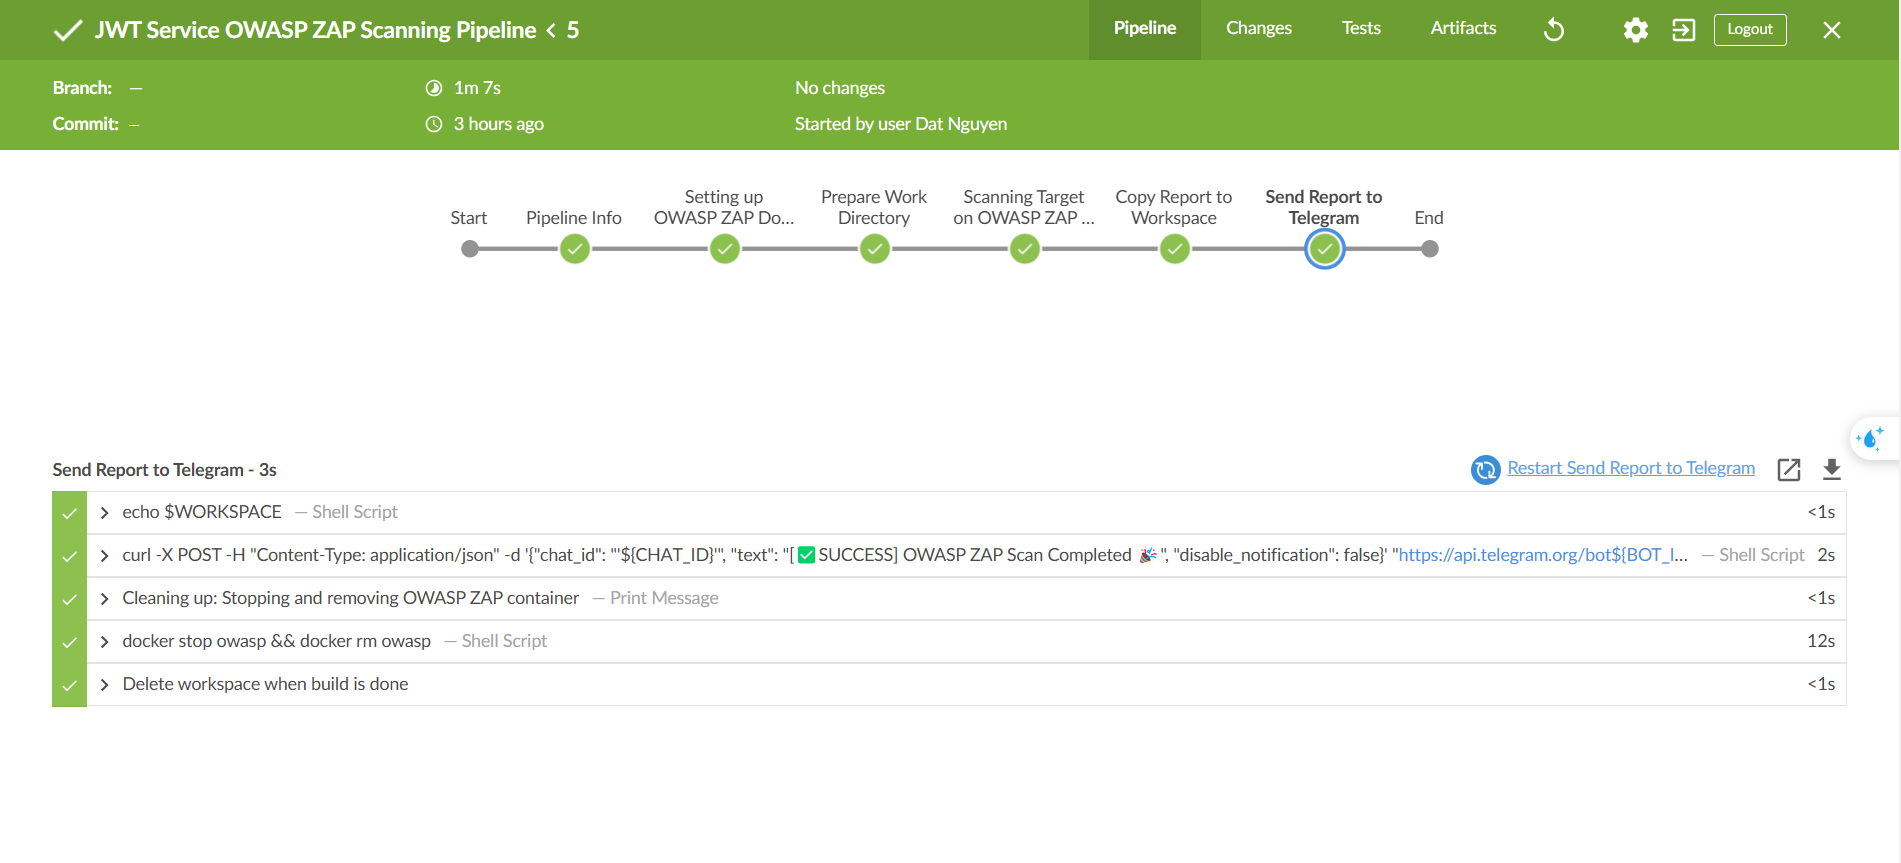 JWT Service OWASP ZAP Scanning Pipeline < 5
Pipeline
Changes
Tests
Artifacts
Logout
Branch: —
1m 7s
No changes
Commit: —
3 hours ago
Started by user Dat Nguyen
Start
Pipeline Info
Setting up
OWASP ZAP Do...
Prepare Work
Directory
Scanning Target
on OWASP ZAP ...
Copy Report to
Workspace
Send Report to
Telegram
End
Send Report to Telegram - 3s
Restart Send Report to Telegram
echo $WORKSPACE — Shell Script <1s
curl -X POST -H "Content-Type: application/json" -d '{"chat_id": "'${CHAT_ID}'", "text": "[✅SUCCESS] OWASP ZAP Scan Completed 🎉", "disable_notification": false}' "https://api.telegram.org/bot${BOT_I... — Shell Script 2s
Cleaning up: Stopping and removing OWASP ZAP container — Print Message <1s
docker stop owasp && docker rm owasp — Shell Script 12s
Delete workspace when build is done <1s